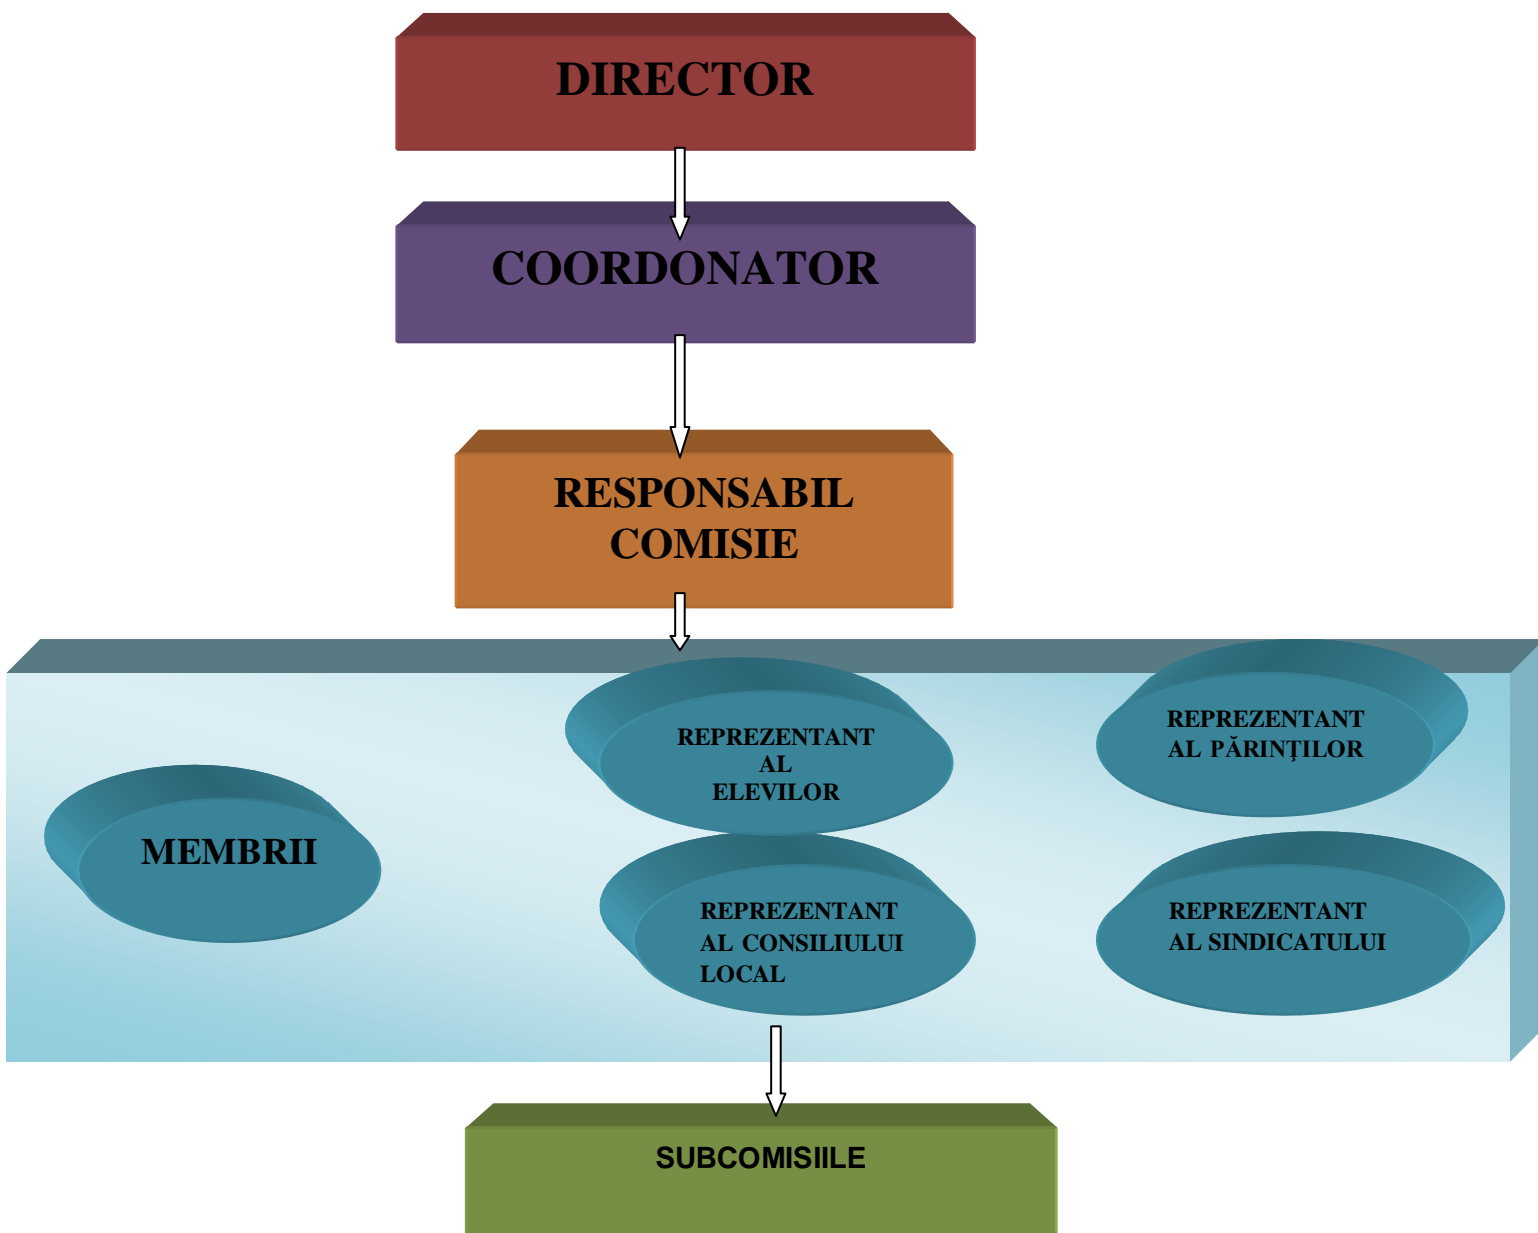 DIRECTOR
COORDONATOR
RESPONSABIL
COMISIE
MEMBRII
REPREZENTANT
AL
ELEVILOR
REPREZENTANT
AL PĂRINŢILOR
REPREZENTANT
AL CONSILIULUI
LOCAL
REPREZENTANT
AL SINDICATULUI
SUBCOMISIILE